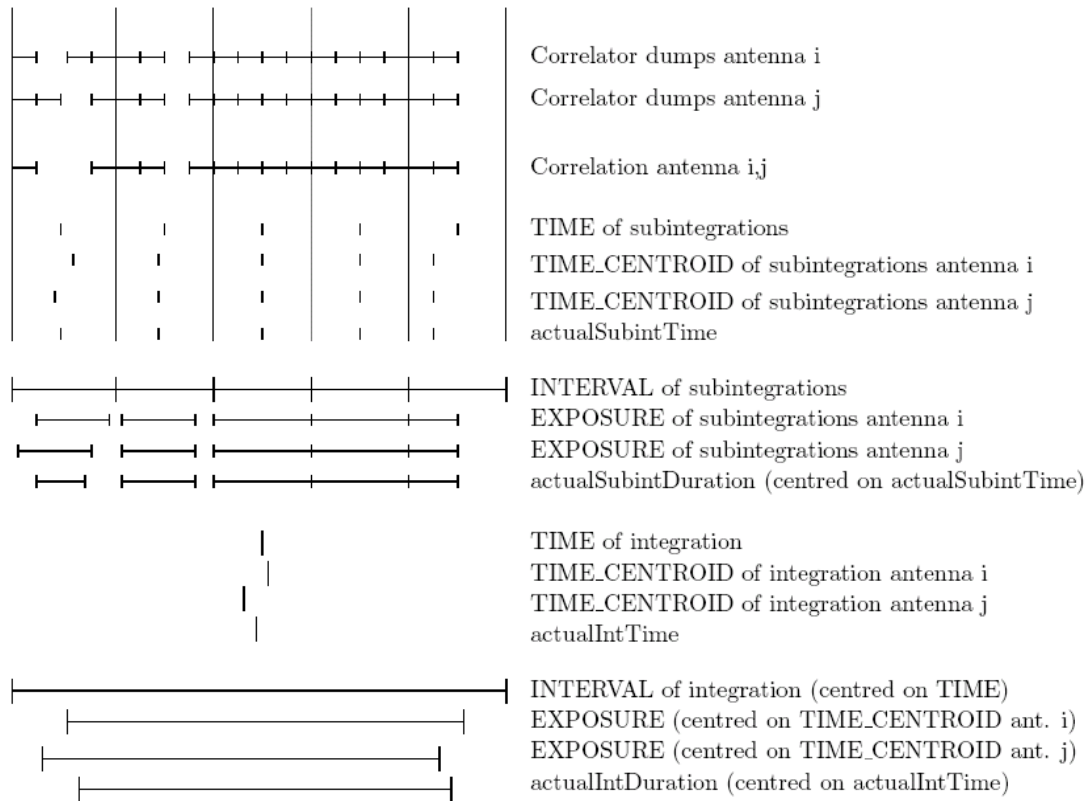 Correlator dumps antenna i
Correlator dumps antenna j
Correlation antenna i,j
TIME of subintegrations
TIME_CENTROID of subintegrations antenna i
TIME_CENTROID of subintegrations antenna j
actualSubintTime
INTERVAL of subintegrations
EXPOSURE of subintegrations antenna i
EXPOSURE of subintegrations antenna j
actualSubintDuration (centred on actualSubintTime)
TIME of integration
TIME_CENTROID of integration antenna i
TIME_CENTROID of integration antenna j
actualIntTime
INTERVAL of integration (centred on TIME)
EXPOSURE (centred on TIME_CENTROID ant. i)
EXPOSURE (centred on TIME_CENTROID ant. j)
actualIntDuration (centred on actualIntTime)